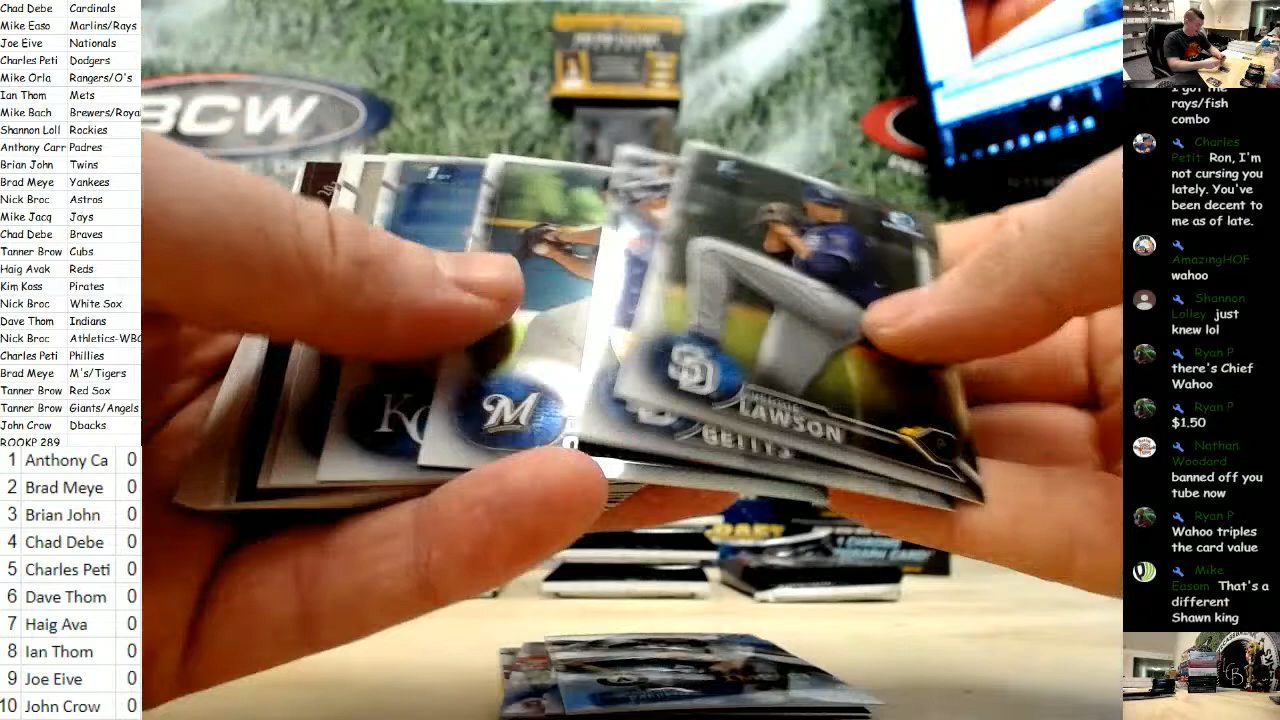 Chad Debe Cardinals
Mike Easo Marlins/Rays
Joe Eive Nationals
Charles Peti Dodgers
Mike Orla Rangers/O's
Ian Thom Mets
Mike Bach Brewers/Roya
Shannon Loll Rockies
Anthony Carr Padres
Brian John Twins
Brad Meye Yankees
Nick Broc Astros
Mike Jacq Jays
Chad Debe Braves
Tanner Brow Cubs
Haig Avak Reds
Kim Koss Pirates
Nick Broc White Sox
Dave Thom Indians
Nick Broc Athletics-WBC
Charles Peti Phillies
Brad Meye M's/Tigers
Tanner Brow Red Sox
Tanner Brow Giants/Angels
John Crow Dbacks
ROOKP 289
1 Anthony Ca 0
2 Brad Meye 0
3 Brian John 0
4 Chad Debe 0
5 Charles Peti 0
6 Dave Thom 0
7 Haig Ava 0
8 Ian Thom 0
9 Joe Eive 0
10 John Crow 0
BCW
KC
M
SD
LAWSON
BETTS
DRAFT
I got the
rays/fish
combo
Charles
Petit Ron, I'm
not cursing you
lately. You've
been decent to
me as of late.
AmazingHOF
wahoo
Shannon
Lolley just
knew lol
Ryan P
there's Chief
Wahoo
Ryan P
$1.50
Nathan
Woodard
banned off you
tube now
Ryan P
Wahoo triples
the card value
Mike
Easom That's a
different
Shawn king